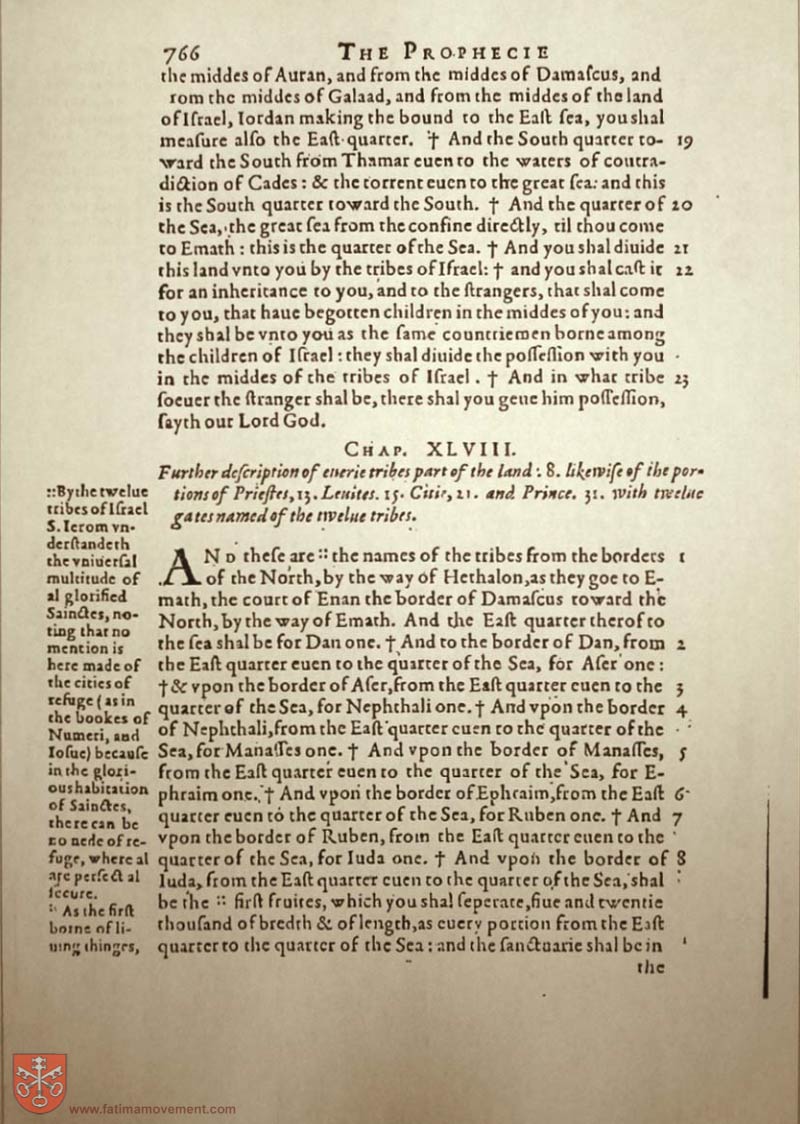 766 THE PROPHECIE
the middes of Auran, and from the middes of Damaſcus, and
rom the middes of Galaad, and from the middes of the land
of Iſrael, Iordan making the bound to the Eaſt ſea, you shal
meaſure alſo the Eaſt quarter. † And the South quarter to- 19
ward the South from Thamar euen to the waters of contra-
diction of Cades: & the torrent euen to the great ſea: and this
is the South quarter toward the South. † And the quarter of 20
the Sea, the great ſea from the confine directly, til thou come
to Emath: this is the quarter of the Sea. † And you shal diuide 21
this land vnto you by the tribes of Iſrael: † and you shal caſt it 22
for an inheritance to you, and to the ſtrangers, that shal come
to you, that haue begotten children in the middes of you: and
they shal be vnto you as the ſame countriemen borne among
the children of Iſrael: they shal diuide the poſſeſſion with you
in the middes of the tribes of Iſrael. † And in what tribe 23
ſoeuer the ſtranger shal be, there shal you geue him poſſeſſion,
ſayth our Lord God.
CHAP. XLVIII.
Further deſcription of euerie tribes part of the land: 8. likewiſe of the por-
tions of Prieſtes, 13. Leuites. 15. Citie, 21. and Prince. 31. with twelue
gates named of the twelue tribes.
AND theſe are :: the names of the tribes from the borders 1
of the North, by the way of Hethalon, as they goe to E-
math, the court of Enan the border of Damaſcus toward the
North, by the way of Emath. And the Eaſt quarter therof to
the ſea shal be for Dan one. † And to the border of Dan, from 2
the Eaſt quarter euen to the quarter of the Sea, for Aſer one:
† & vpon the border of Aſer, from the Eaſt quarter euen to the 3
quarter of the Sea, for Nephthali one. † And vpon the border 4
of Nephthali, from the Eaſt quarter euen to the quarter of the
Sea, for Manaſſes one. † And vpon the border of Manaſſes, 5
from the Eaſt quarter euen to the quarter of the Sea, for E-
phraim one. † And vpon the border of Ephraim, from the Eaſt 6
quarter euen to the quarter of the Sea, for Ruben one. † And 7
vpon the border of Ruben, from the Eaſt quarter euen to the
quarter of the Sea, for Iuda one. † And vpon the border of 8
Iuda, from the Eaſt quarter euen to the quarter of the Sea, shal
be the :: firſt fruites, which you shal ſeperate, fiue and twentie
thouſand of bredth & of length, as euery portion from the Eaſt
quarter to the quarter of the Sea: and the ſanctuarie shal be in
the
::By the twelue
tribes of Iſrael
S. Ierom vn-
derſtandeth
the vniuerſal
multitude of
al glorified
Sainctes, no-
ting that no
mention is
here made of
the cities of
refuge (as in
the bookes of
Numeri, and
Ioſue) becauſe
in the glori-
ous habitation
of Sainctes,
there can be
no nede of re-
fuge, where al
are perfect al
ſecure.
:: As the firſt
borne of li-
uing thinges,
www.fatimamovement.com